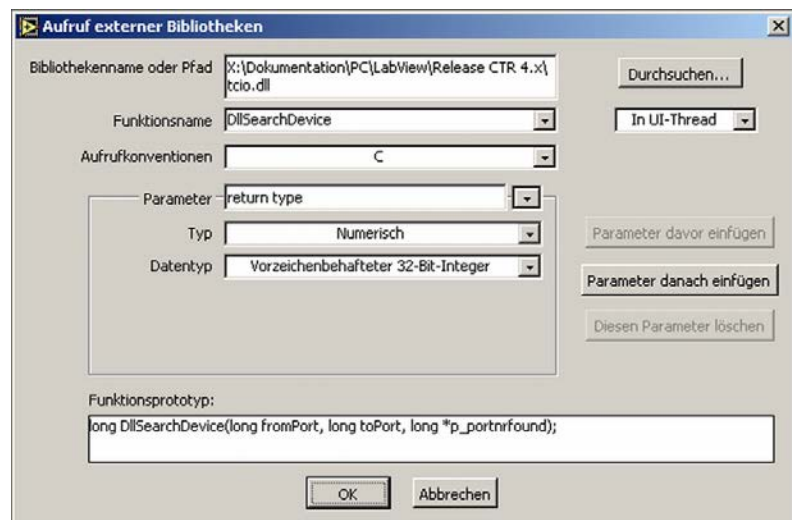 Aufruf externer Bibliotheken
Bibliothekenname oder Pfad
X:\Dokumentation\PC\LabView\Release CTR 4.x\
tcio.dll
Durchsuchen...
Funktionsname
DllSearchDevice
In UI-Thread
Aufrufkonventionen
C
Parameter
return type
Typ
Numerisch
Parameter davor einfügen
Datentyp
Vorzeichenbehafteter 32-Bit-Integer
Parameter danach einfügen
Diesen Parameter löschen
Funktionsprototyp:
long DllSearchDevice(long fromPort, long toPort, long *p_portnrfound);
OK
Abbrechen